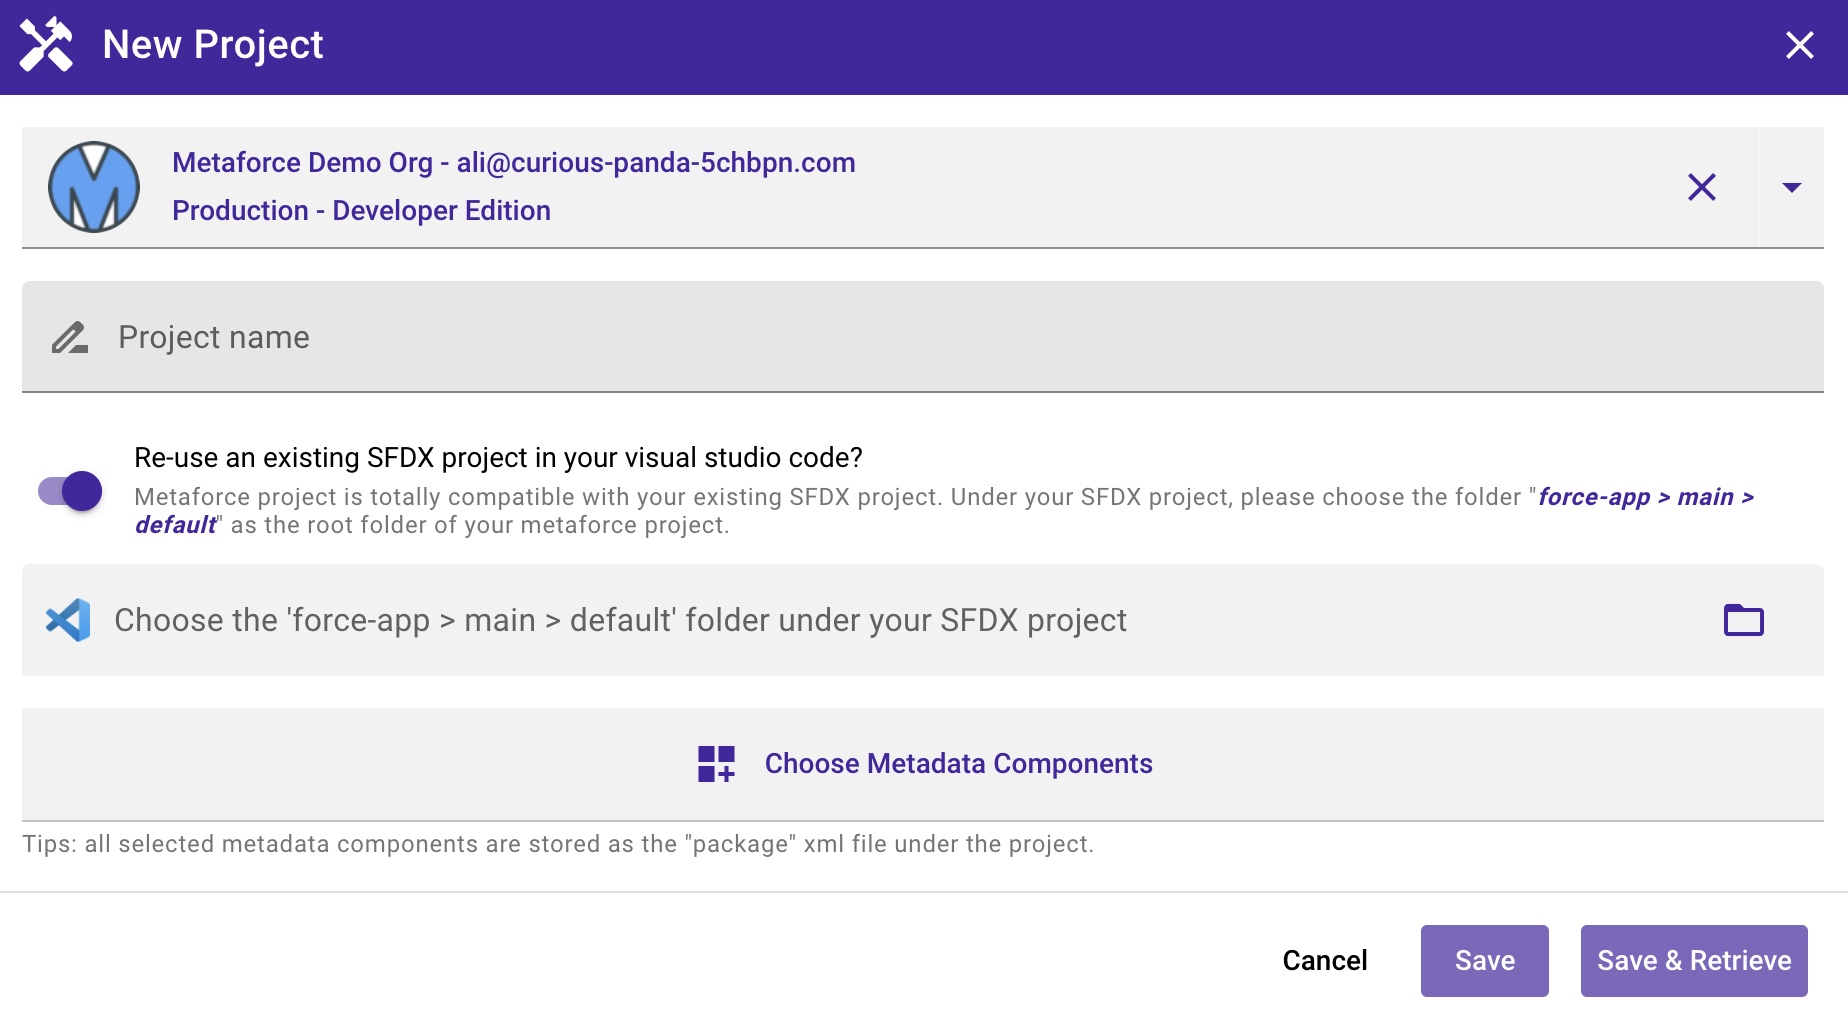 New Project
Metaforce Demo Org - ali@curious-panda-5chbpn.com
Production - Developer Edition
Project name
Re-use an existing SFDX project in your visual studio code?
Metaforce project is totally compatible with your existing SFDX project. Under your SFDX project, please choose the folder "force-app > main >
default" as the root folder of your metaforce project.
Choose the 'force-app > main > default' folder under your SFDX project
Choose Metadata Components
Tips: all selected metadata components are stored as the "package" xml file under the project.
Cancel
Save
Save & Retrieve